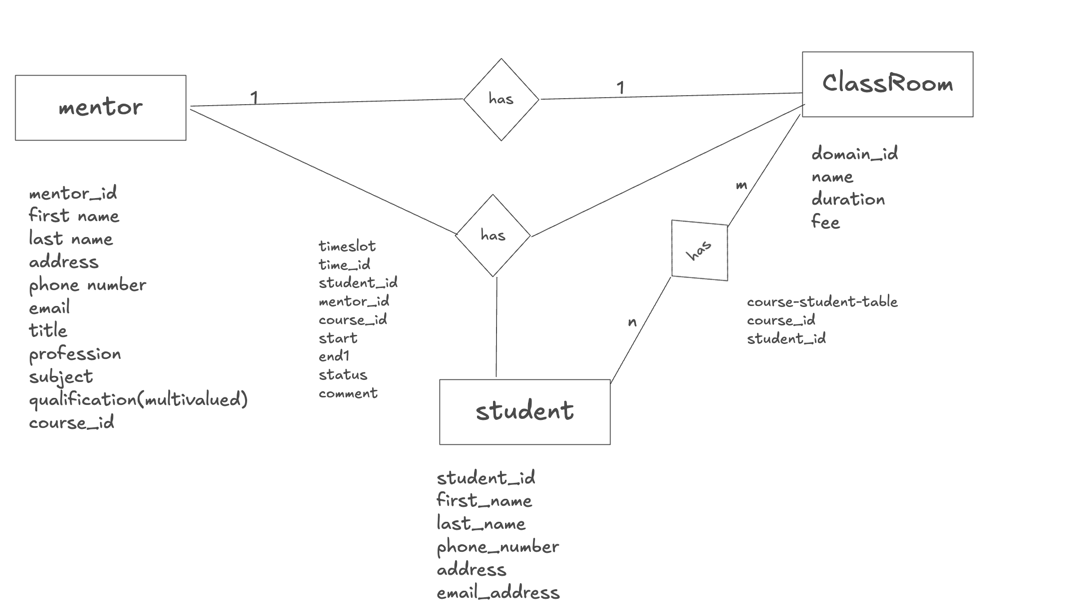 mentor
1
has
1
ClassRoom
mentor_id
first name
last name
address
phone number
email
title
profession
subject
qualification(multivalued)
course_id
has
timeslot
time_id
student_id
mentor_id
course_id
start
end1
status
comment
domain_id
name
duration
fee
m
has
n
course-student-table
course_id
student_id
student
student_id
first_name
last_name
phone_number
address
email_address